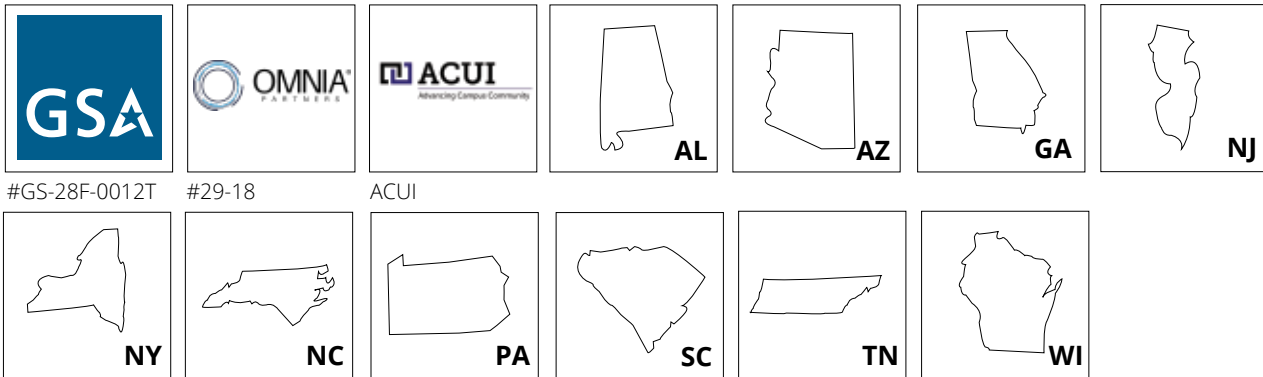 GSA
OMNIA®
PARTNERS
ACUI
Advancing Campus Community
AL
AZ
GA
NJ
#GS-28F-0012T
#29-18
ACUI
NY
NC
PA
SC
TN
WI